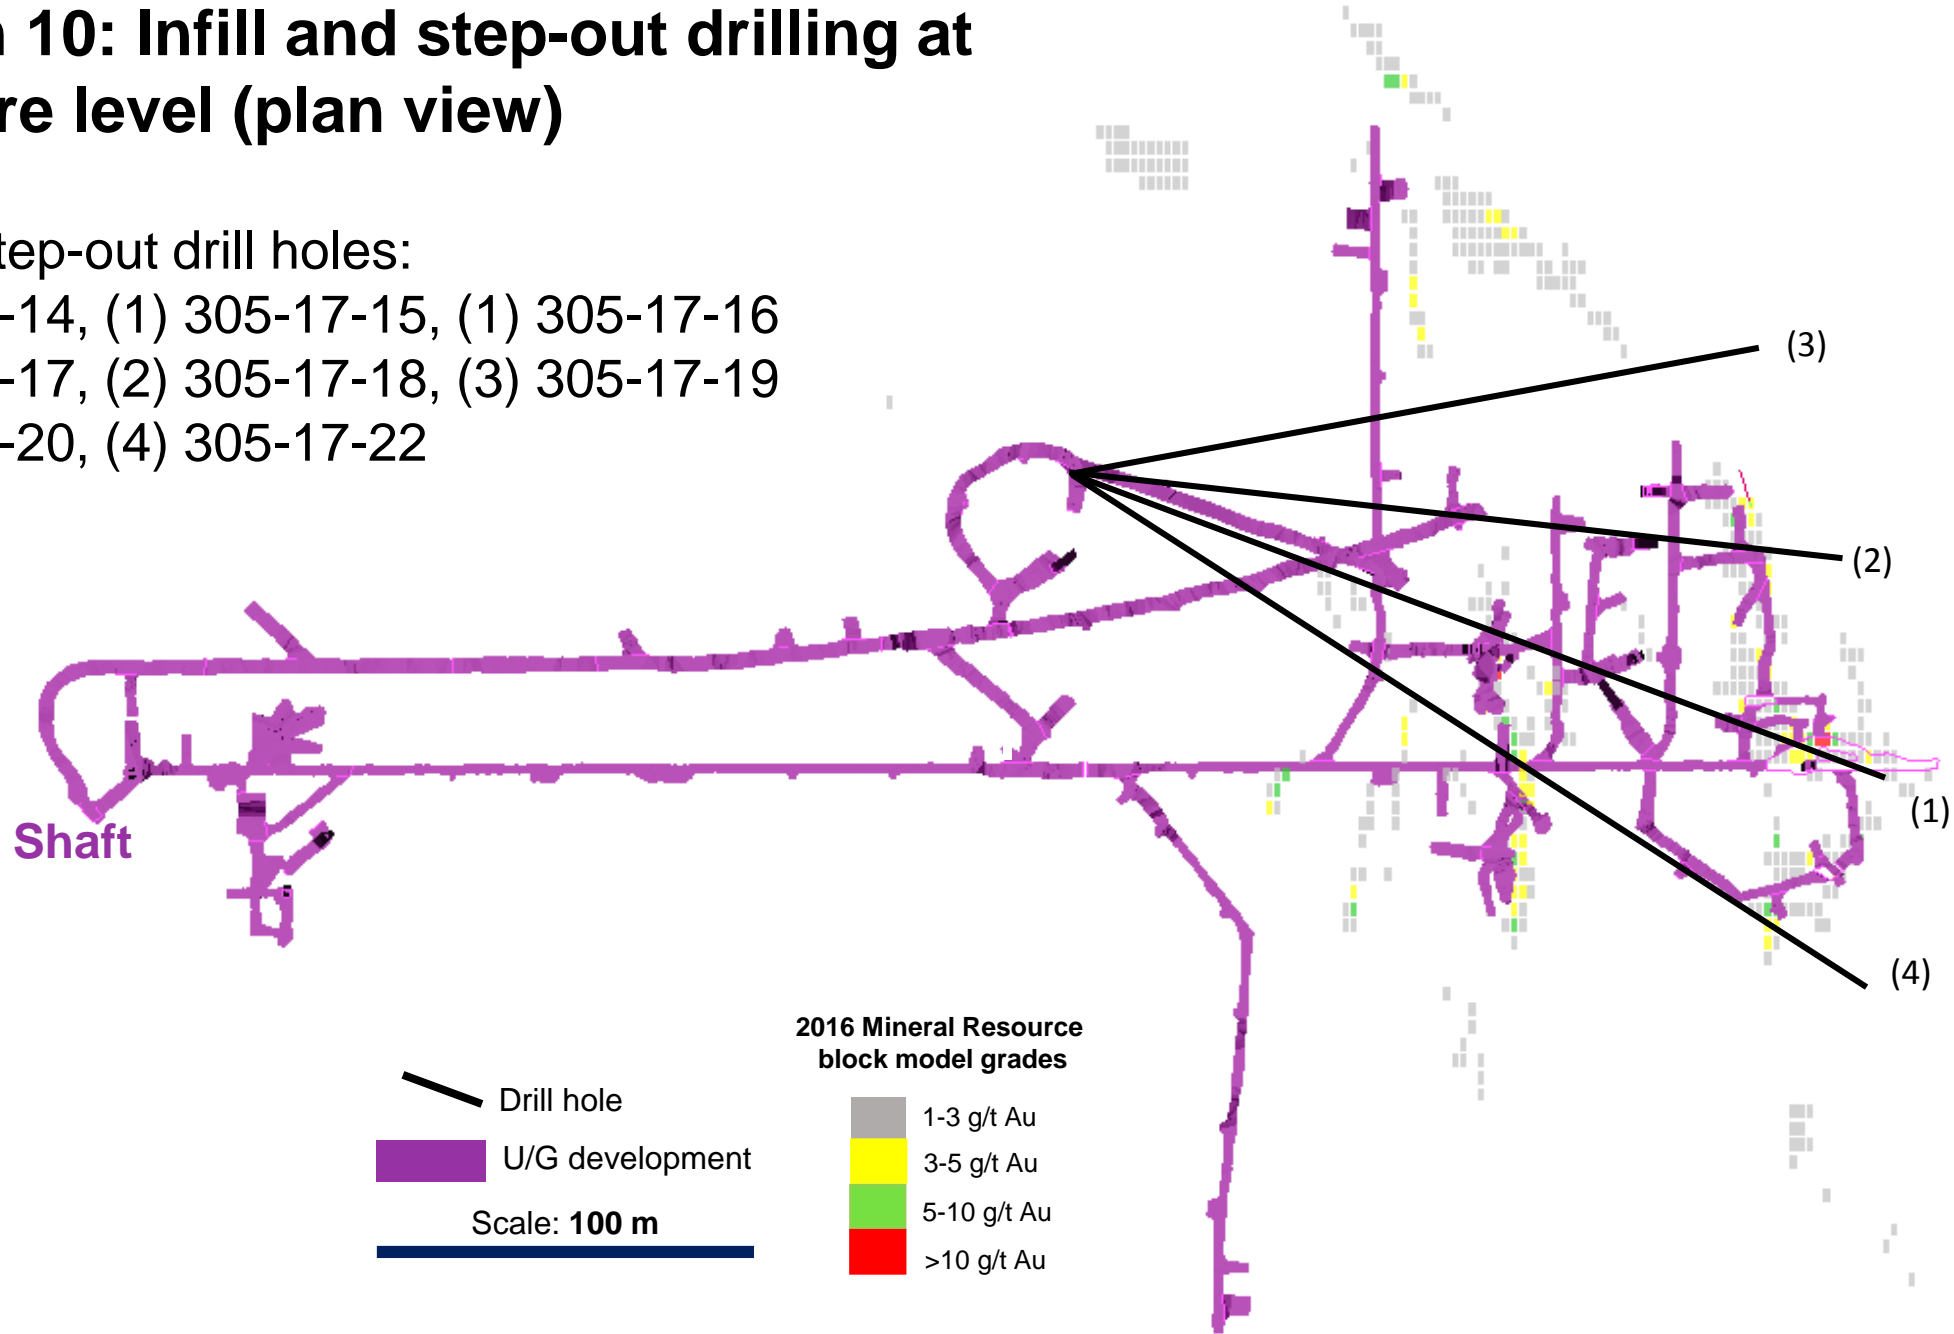 10: Infill and step-out drilling at
re level (plan view)
tep-out drill holes:
-14, (1) 305-17-15, (1) 305-17-16
-17, (2) 305-17-18, (3) 305-17-19
-20, (4) 305-17-22
(3)
(2)
(1)
(4)
Shaft
Drill hole
U/G development
Scale: 100 m
2016 Mineral Resource
block model grades
1-3 g/t Au
3-5 g/t Au
5-10 g/t Au
>10 g/t Au